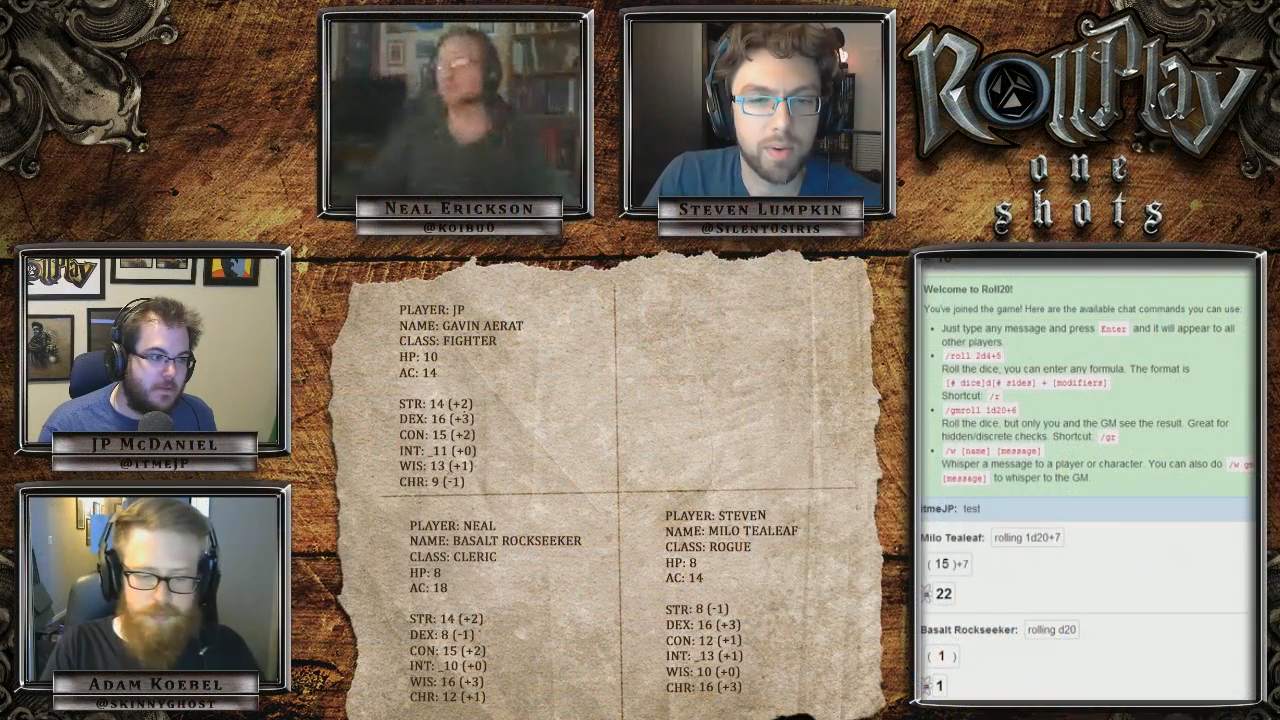 RollPlay
one
shots
NEAL ERICKSON
@KOIBU0
STEVEN LUMPKIN
@SILENTOSIRIS
RollPlay
JP MCDANIEL
@ITMEJP
ADAM KOEBEL
@SKINNYGHOST
PLAYER: JP
NAME: GAVIN AERAT
CLASS: FIGHTER
HP: 10
AC: 14
STR: 14 (+2)
DEX: 16 (+3)
CON: 15 (+2)
INT: _11 (+0)
WIS: 13 (+1)
CHR: 9 (-1)
PLAYER: NEAL
NAME: BASALT ROCKSEEKER
CLASS: CLERIC
HP: 8
AC: 18
STR: 14 (+2)
DEX: 8 (-1)
CON: 15 (+2)
INT: _10 (+0)
WIS: 16 (+3)
CHR: 12 (+1)
PLAYER: STEVEN
NAME: MILO TEALEAF
CLASS: ROGUE
HP: 8
AC: 14
STR: 8 (-1)
DEX: 16 (+3)
CON: 12 (+1)
INT: _13 (+1)
WIS: 10 (+0)
CHR: 16 (+3)
Welcome to Roll20!
You've joined the game! Here are the available chat commands you can use:
Just type any message and press Enter and it will appear to all
other players.
/roll 2d4+5
Roll the dice, you can enter any formula. The format is
[# dice]d[# sides] + [modifiers]
Shortcut: /r
/gmroll 1d20+6
Roll the dice, but only you and the GM see the result. Great for
hidden/discrete checks. Shortcut: /gr
/w [name] [message]
Whisper a message to a player or character. You can also do /w gm
[message] to whisper to the GM.
itmeJP: test
Milo Tealeaf: rolling 1d20+7
(15)+7
=22
Basalt Rockseeker: rolling d20
(1)
=1